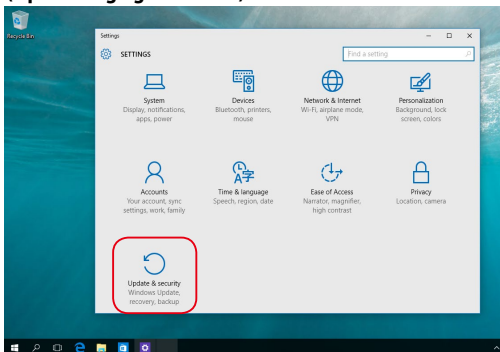 Recycle Bin
Settings
SETTINGS
Find a setting
System
Display, notifications,
apps, power
Devices
Bluetooth, printers,
mouse
Network & Internet
Wi-Fi, airplane mode,
VPN
Personalization
Background, lock
screen, colors
Accounts
Your account, sync
settings, work, family
Time & language
Speech, region, date
Ease of Access
Narrator, magnifier,
high contrast
Privacy
Location, camera
Update & security
Windows Update,
recovery, backup